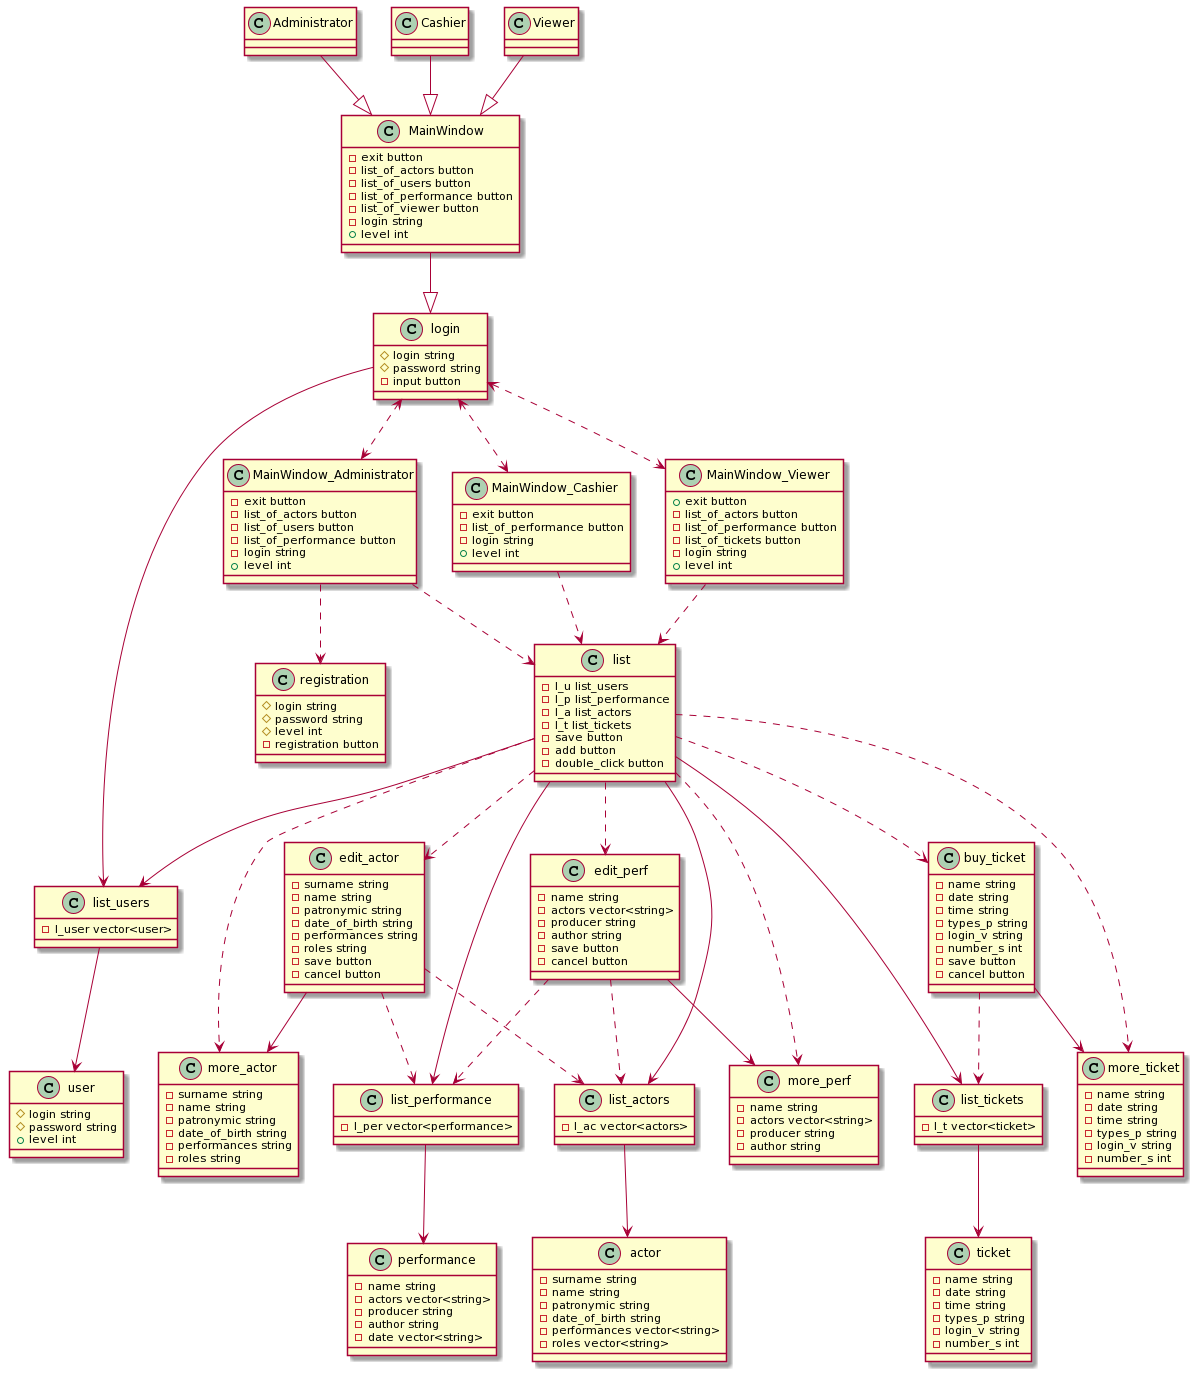 C Administrator
C Cashier
C Viewer
C MainWindow
exit button
list_of_actors button
list_of_users button
list_of_performance button
list_of_viewer button
login string
level int
C login
login string
password string
input button
C MainWindow_Administrator
exit button
list_of_actors button
list_of_users button
list_of_performance button
login string
level int
C MainWindow_Cashier
exit button
list_of_performance button
login string
level int
C MainWindow_Viewer
exit button
list_of_actors button
list_of_performance button
list_of_tickets button
login string
level int
C registration
login string
password string
level int
registration button
C list
l_u list_users
l_p list_performance
l_a list_actors
l_t list_tickets
save button
add button
double_click button
C list_users
l_user vector<user>
C edit_actor
surname string
name string
patronymic string
date_of_birth string
performances string
roles string
save button
cancel button
C edit_perf
name string
actors vector<string>
producer string
author string
save button
cancel button
C buy_ticket
name string
date string
time string
types_p string
login_v string
number_s int
save button
cancel button
C user
login string
password string
level int
C more_actor
surname string
name string
patronymic string
date_of_birth string
performances string
roles string
C list_performance
l_per vector<performance>
C list_actors
l_ac vector<actors>
C more_perf
name string
actors vector<string>
producer string
author string
C list_tickets
l_t vector<ticket>
C more_ticket
name string
date string
time string
types_p string
login_v string
number_s int
C performance
name string
actors vector<string>
producer string
author string
date vector<string>
C actor
surname string
name string
patronymic string
date_of_birth string
performances vector<string>
roles vector<string>
C ticket
name string
date string
time string
types_p string
login_v string
number_s int